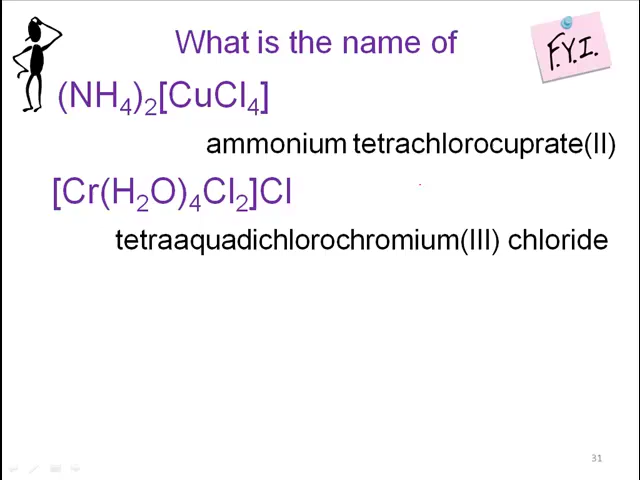 What is the name of
F.Y.I.
(NH₄)₂[CuCl₄]
ammonium tetrachlorocuprate(II)
[Cr(H₂O)₄Cl₂]Cl
tetraaquadichlorochromium(III) chloride
31